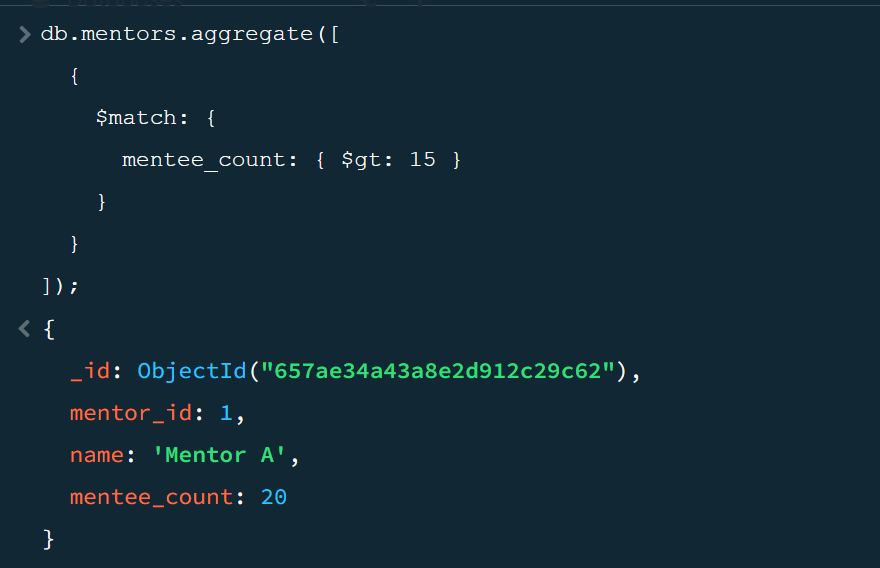 db.mentors.aggregate([
{
$match: {
mentee_count: { $gt: 15 }
}
}
]);
{
_id: ObjectId("657ae34a43a8e2d912c29c62"),
mentor_id: 1,
name: 'Mentor A',
mentee_count: 20
}